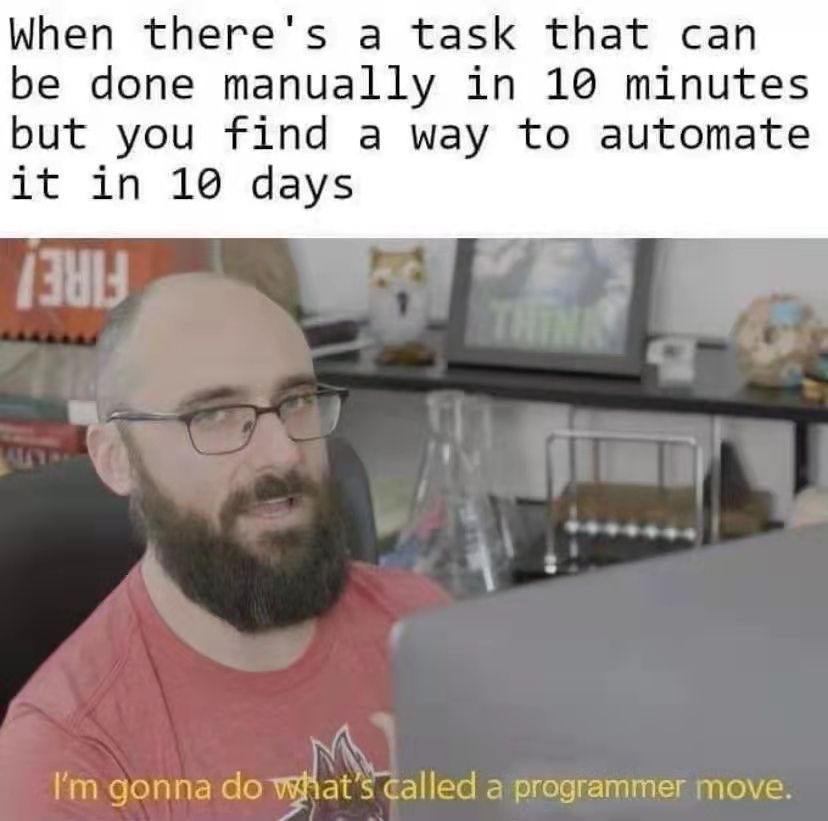 When there's a task that can
be done manually in 10 minutes
but you find a way to automate
it in 10 days
FIRE!
THINK
I'm gonna do what's called a programmer move.